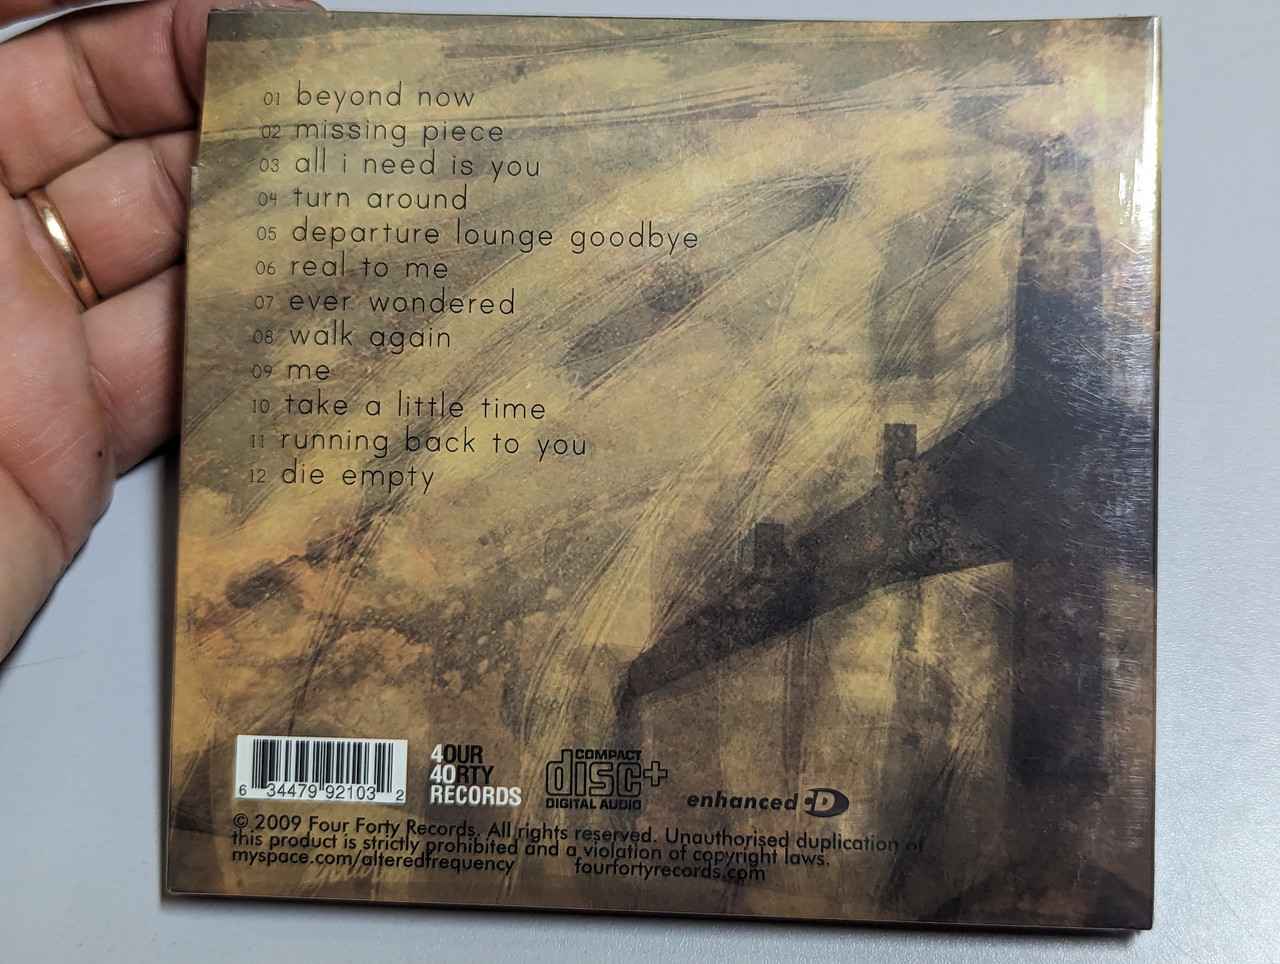 01 beyond now
02 missing piece
03 all i need is you
04 turn around
05 departure lounge goodbye
06 real to me
07 ever wondered
08 walk again
09 me
10 take a little time
11 running back to you
12 die empty
6 34479 92103 2
4OUR
40RTY
RECORDS
COMPACT
disc+
DIGITAL AUDIO
enhanced CD
© 2009 Four Forty Records. All rights reserved. Unauthorised duplication of
this product is strictly prohibited and a violation of copyright laws.
myspace.com/alteredfrequency fourfortyrecords.com